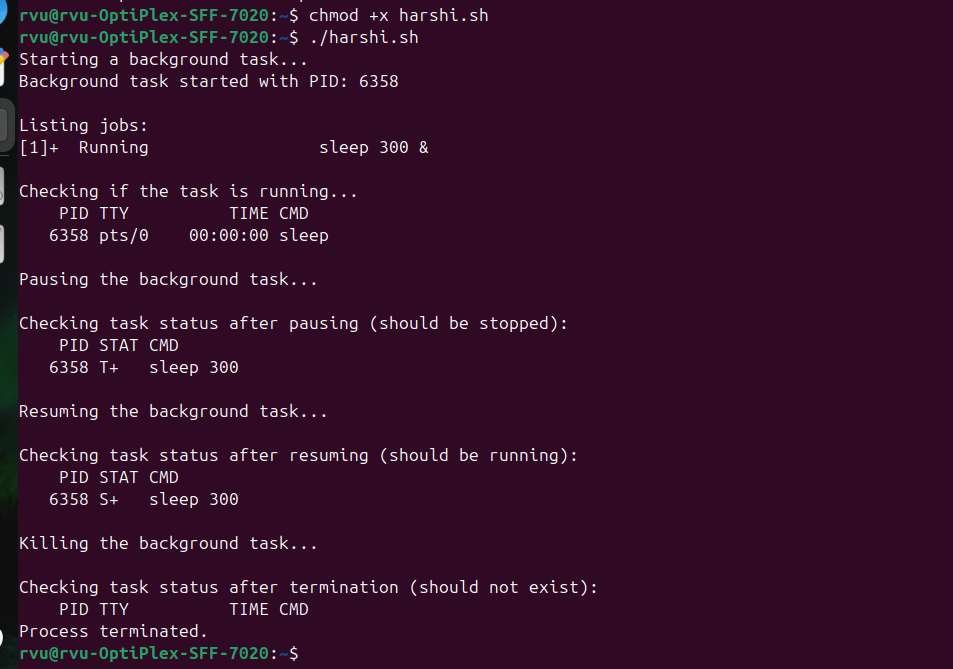 rvu@rvu-OptiPlex-SFF-7020:~$ chmod +x harshi.sh
rvu@rvu-OptiPlex-SFF-7020:~$ ./harshi.sh
Starting a background task...
Background task started with PID: 6358

Listing jobs:
[1]+  Running                 sleep 300 &

Checking if the task is running...
    PID TTY          TIME CMD
   6358 pts/0    00:00:00 sleep

Pausing the background task...

Checking task status after pausing (should be stopped):
    PID STAT CMD
   6358 T+   sleep 300

Resuming the background task...

Checking task status after resuming (should be running):
    PID STAT CMD
   6358 S+   sleep 300

Killing the background task...

Checking task status after termination (should not exist):
    PID TTY          TIME CMD
Process terminated.
rvu@rvu-OptiPlex-SFF-7020:~$